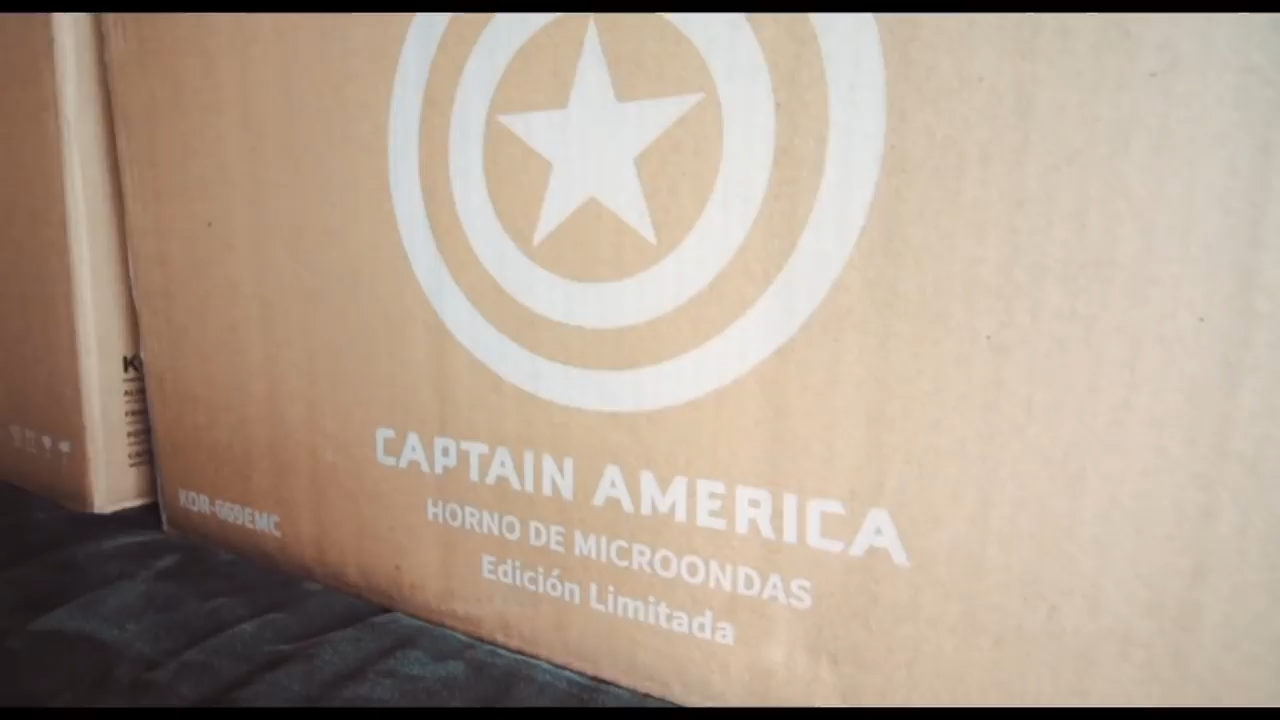 CAPTAIN AMERICA
HORNO DE MICROONDAS
Edición Limitada
KOR-669EMC